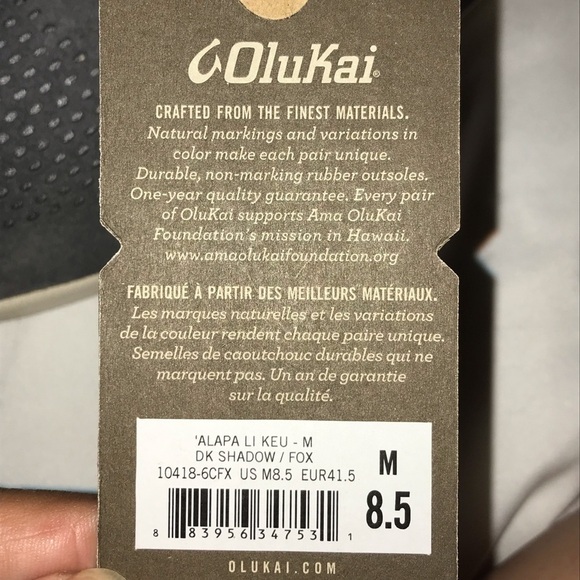 OluKai®
CRAFTED FROM THE FINEST MATERIALS.
Natural markings and variations in
color make each pair unique.
Durable, non-marking rubber outsoles.
One-year quality guarantee. Every pair
of OluKai supports Ama OluKai
Foundation's mission in Hawaii.
www.amaolukaifoundation.org
FABRIQUÉ À PARTIR DES MEILLEURS MATÉRIAUX.
Les marques naturelles et les variations
de la couleur rendent chaque paire unique.
Semelles de caoutchouc durables qui ne
marquent pas. Un an de garantie
sur la qualité.
'ALAPA LI KEU - M
DK SHADOW / FOX
10418-6CFX US M8.5 EUR41.5
M
8.5
8 83956 34753 1
OLUKAI.COM